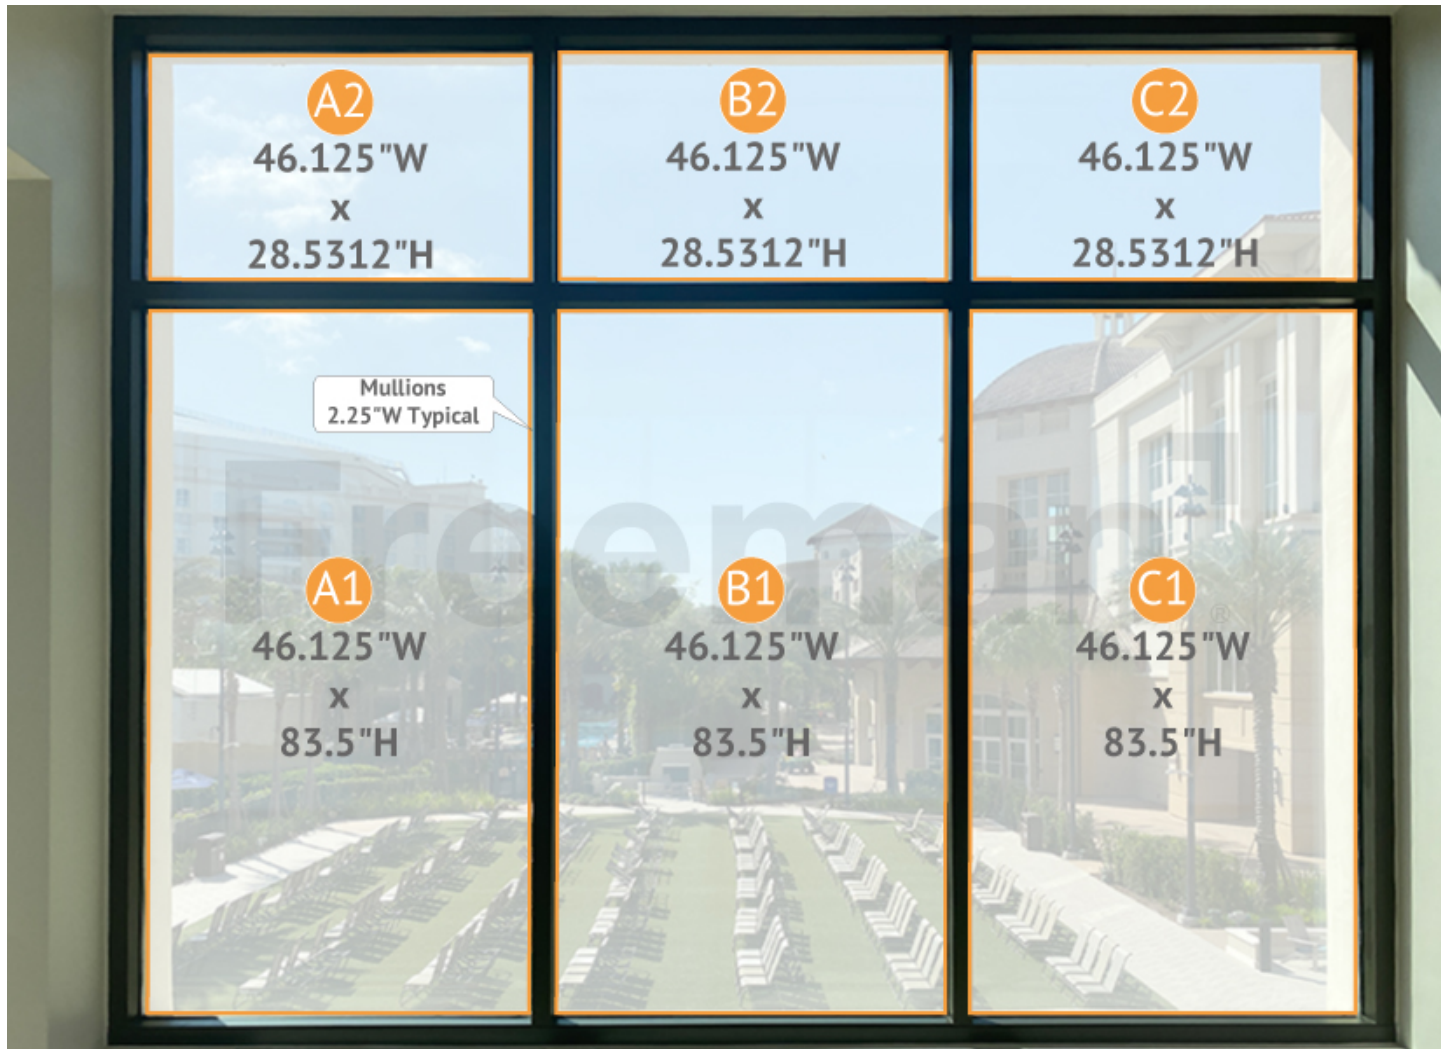 A2
46.125"W
x
28.5312"H
B2
46.125"W
x
28.5312"H
C2
46.125"W
x
28.5312"H
Mullions
2.25"W Typical
Freeman
®
A1
46.125"W
x
83.5"H
B1
46.125"W
x
83.5"H
C1
46.125"W
x
83.5"H